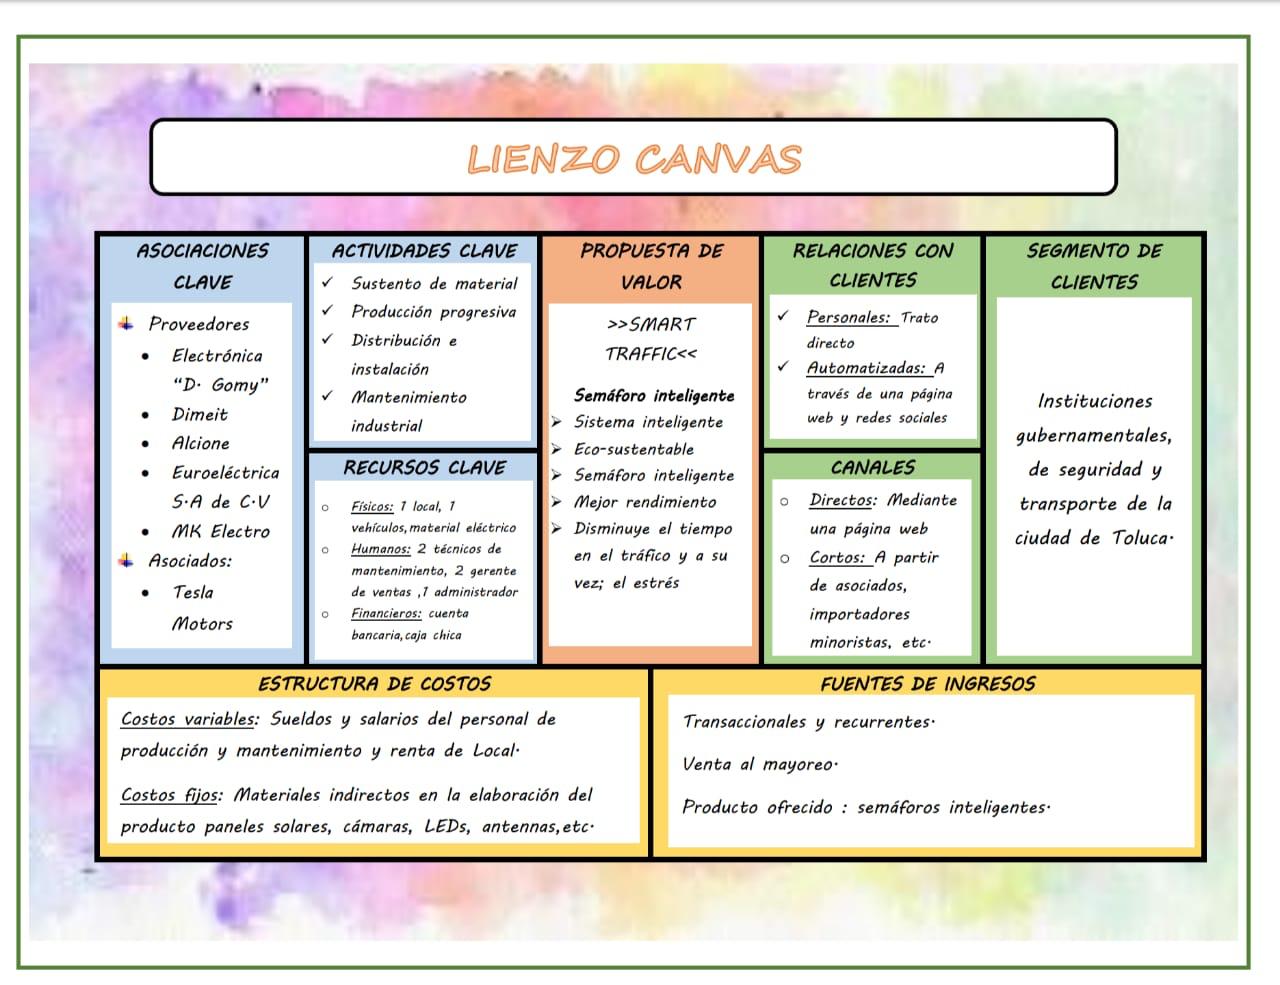 LIENZO CANVAS
ASOCIACIONES
CLAVE
Proveedores
Electrónica
“D. Gomy”
Dimeit
Alcione
Euroeléctrica
S.A de C.V
MK Electro
Asociados:
Tesla
Motors
ACTIVIDADES CLAVE
Sustento de material
Producción progresiva
Distribución e
instalación
Mantenimiento
industrial
RECURSOS CLAVE
Físicos: 1 local, 1
vehículos,material eléctrico
Humanos: 2 técnicos de
mantenimiento, 2 gerente
de ventas ,1 administrador
Financieros: cuenta
bancaria,caja chica
PROPUESTA DE
VALOR
>>SMART
TRAFFIC<<
Semáforo inteligente
Sistema inteligente
Eco-sustentable
Semáforo inteligente
Mejor rendimiento
Disminuye el tiempo
en el tráfico y a su
vez; el estrés
RELACIONES CON
CLIENTES
Personales: Trato
directo
Automatizadas: A
través de una página
web y redes sociales
CANALES
Directos: Mediante
una página web
Cortos: A partir
de asociados,
importadores
minoristas, etc.
SEGMENTO DE
CLIENTES
Instituciones
gubernamentales,
de seguridad y
transporte de la
ciudad de Toluca.
ESTRUCTURA DE COSTOS
Costos variables: Sueldos y salarios del personal de
producción y mantenimiento y renta de Local.
Costos fijos: Materiales indirectos en la elaboración del
producto paneles solares, cámaras, LEDs, antennas,etc.
FUENTES DE INGRESOS
Transaccionales y recurrentes.
Venta al mayoreo.
Producto ofrecido : semáforos inteligentes.